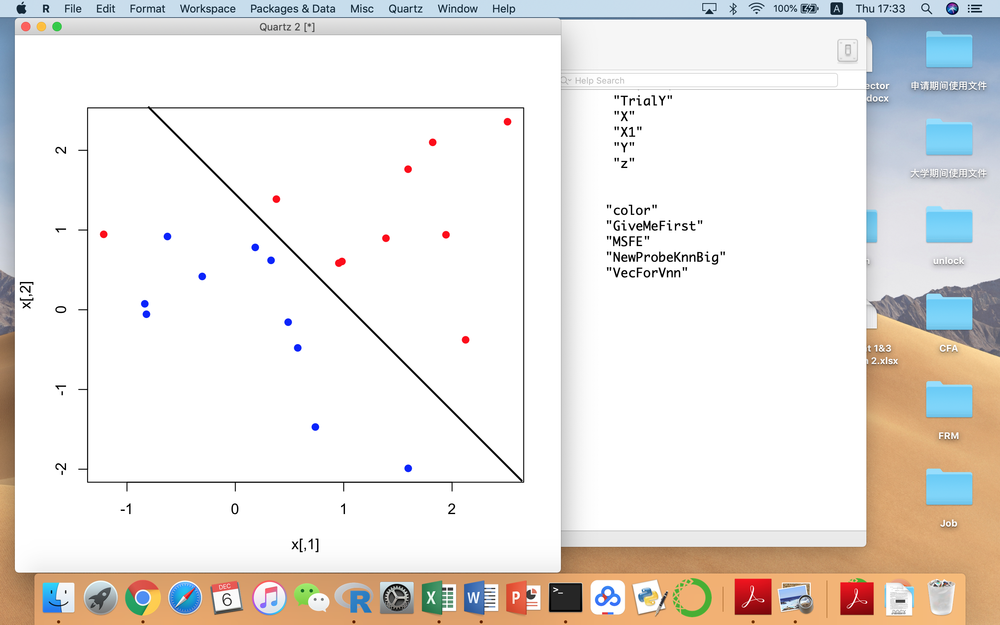 R File Edit Format Workspace Packages & Data Misc Quartz Window Help 100% A Thu 17:33
Quartz 2 [*]
Help Search
"TrialY"
"X"
"X1"
"Y"
"z"
"color"
"GiveMeFirst"
"MSFE"
"NewProbeKnnBig"
"VecForVnn"
x[,2]
2
1
0
-1
-2
-1 0 1 2
x[,1]
ector
docx
申请期间使用文件
大学期间使用文件
unlock
t 1&3
2.xlsx
CFA
FRM
Job
DEC
6
R
X
W
P
>_
DOCX